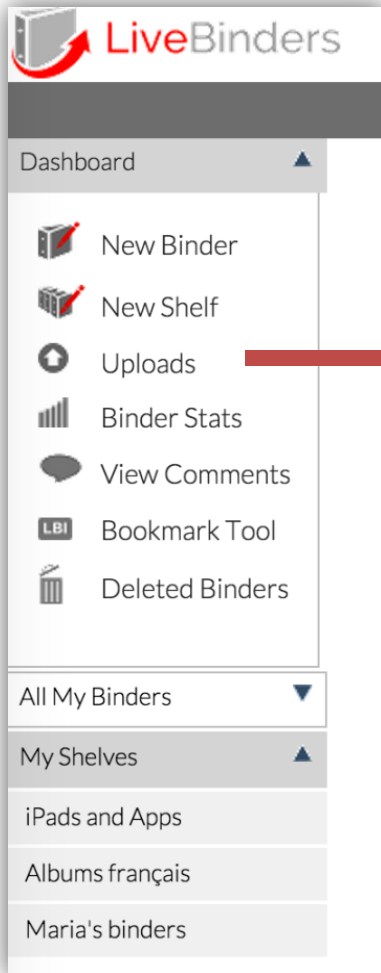 LiveBinders
Dashboard
New Binder
New Shelf
Uploads
Binder Stats
View Comments
LBI Bookmark Tool
Deleted Binders
All My Binders
My Shelves
iPads and Apps
Albums français
Maria's binders